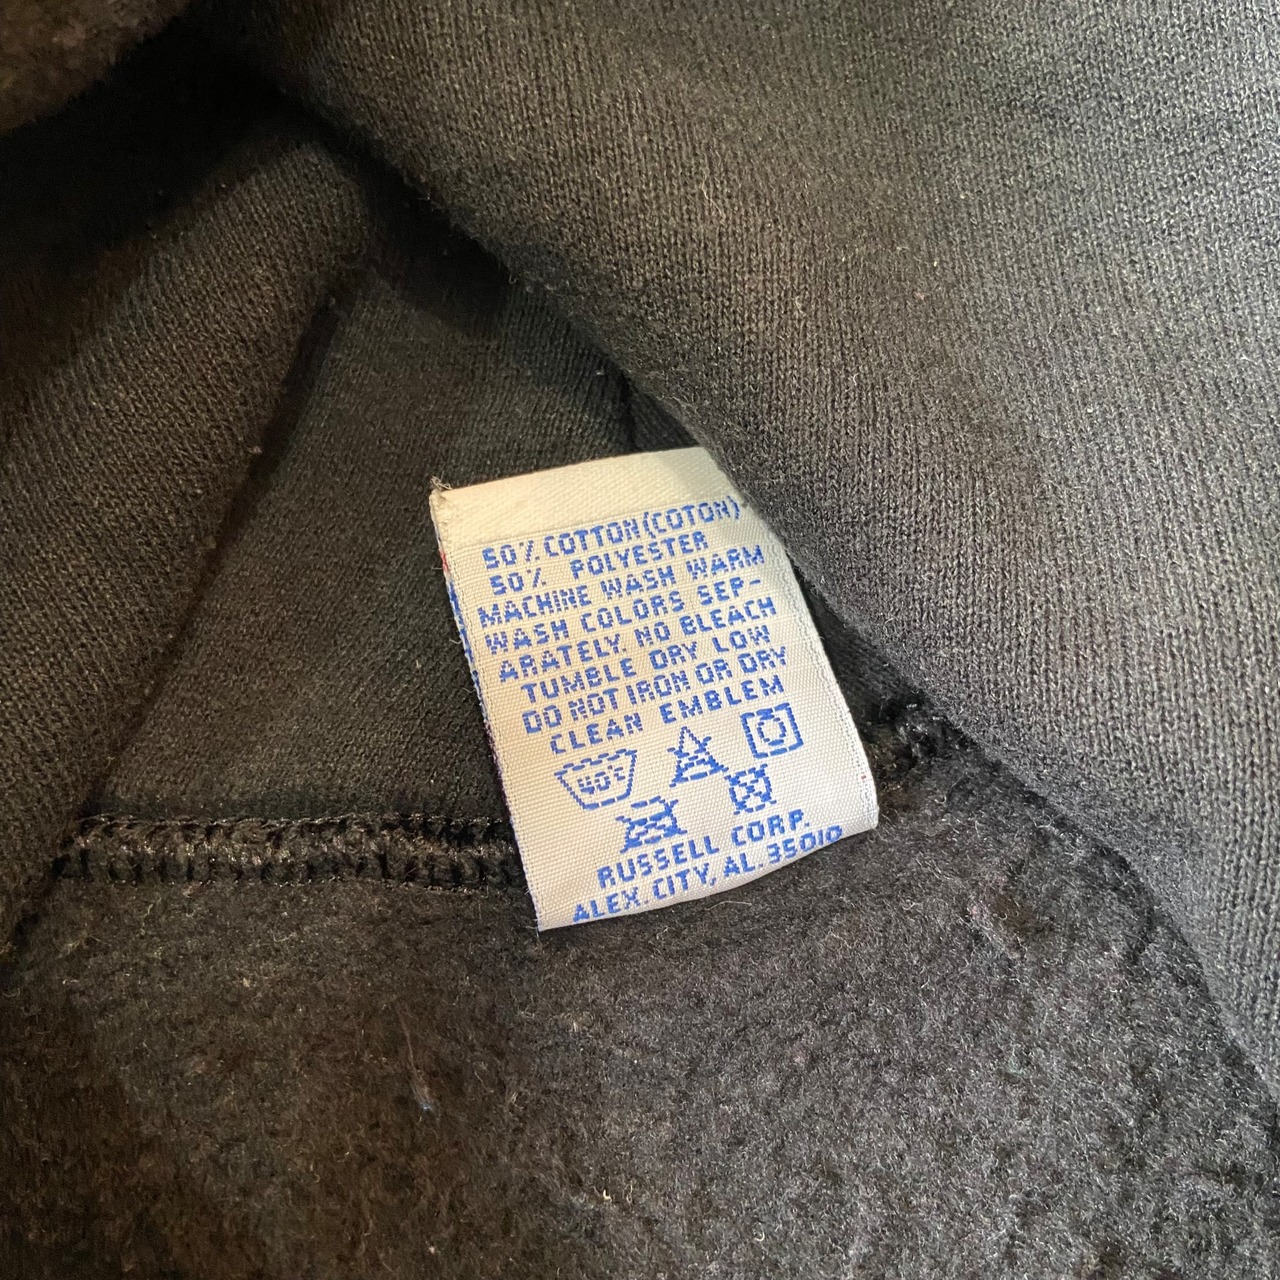 50% COTTON(COTON)
50% POLYESTER
MACHINE WASH WARM
WASH COLORS SEP-
ARATELY. NO BLEACH
TUMBLE DRY LOW
DO NOT IRON OR DRY
CLEAN EMBLEM
40°C
RUSSELL CORP.
ALEX. CITY, AL. 35010